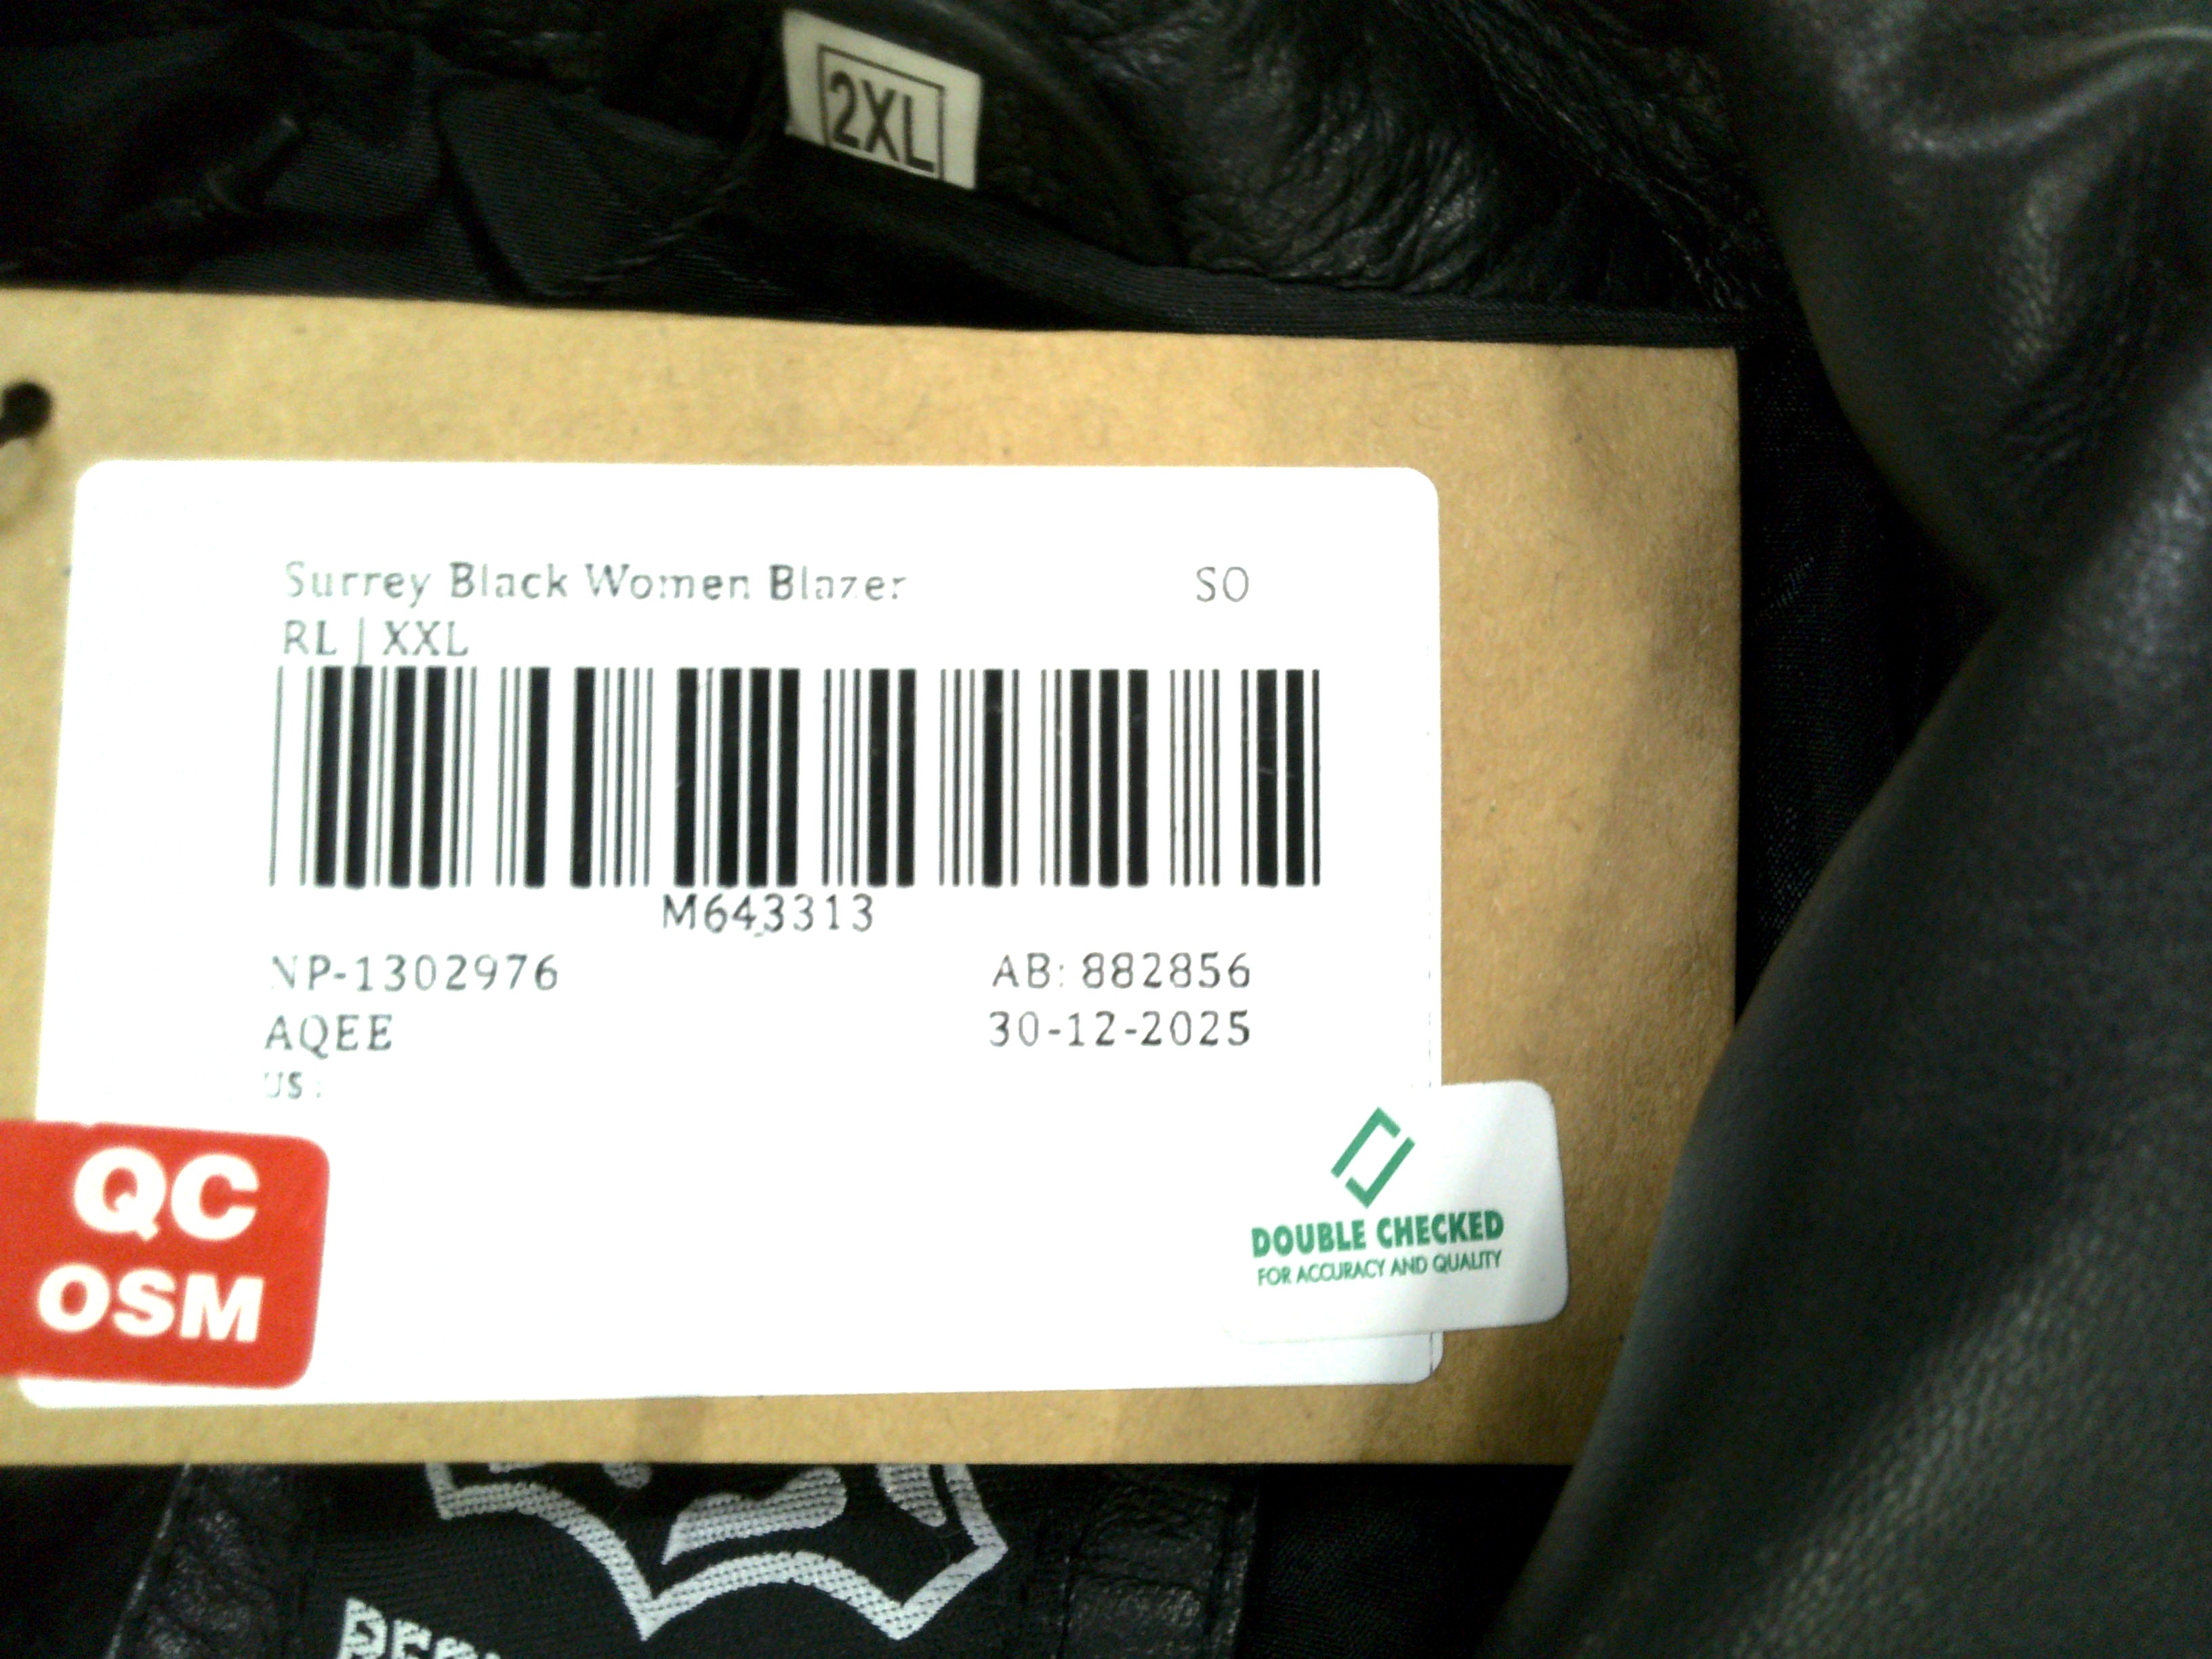 2XL
Surrey Black Women Blazer SO
RL | XXL
M643313
NP-1302976 AB: 882856
AQEE 30-12-2025
US:
QC
OSM
DOUBLE CHECKED
FOR ACCURACY AND QUALITY